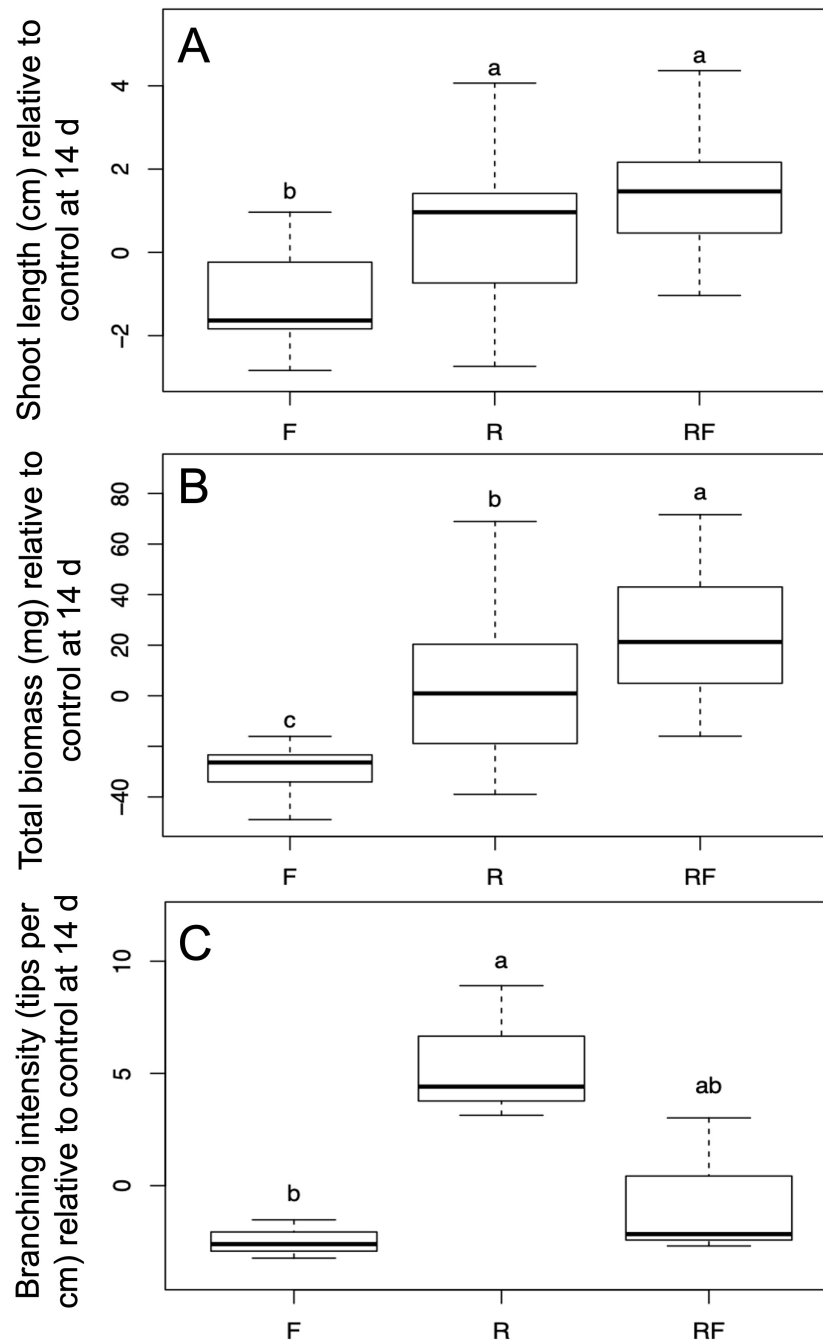 A
Shoot length (cm) relative to
control at 14 d
4
2
0
−2
b
a
a
F
R
RF
B
Total biomass (mg) relative to
control at 14 d
80
60
40
20
0
−40
c
b
a
F
R
RF
C
Branching intensity (tips per
cm) relative to control at 14 d
10
5
0
b
a
ab
F
R
RF